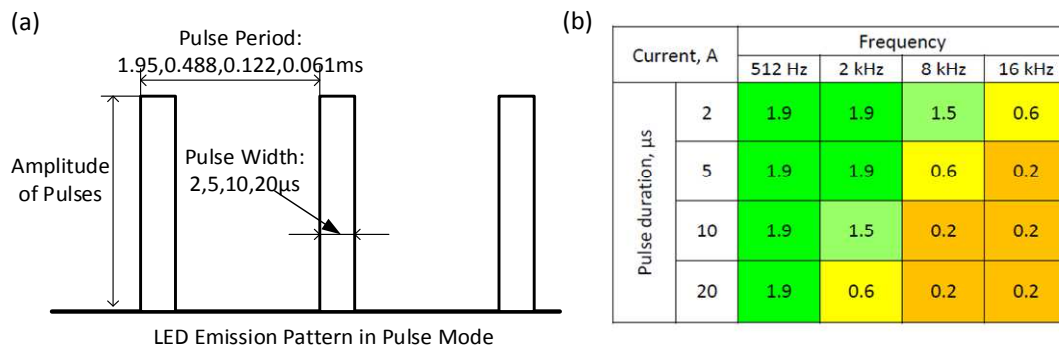 (a)
Pulse Period:
1.95,0.488,0.122,0.061ms
Amplitude
of Pulses
Pulse Width:
2,5,10,20µs
LED Emission Pattern in Pulse Mode
(b)
Current, A
Frequency
512 Hz 2 kHz 8 kHz 16 kHz
Pulse duration, µs
2 1.9 1.9 1.5 0.6
5 1.9 1.9 0.6 0.2
10 1.9 1.5 0.2 0.2
20 1.9 0.6 0.2 0.2